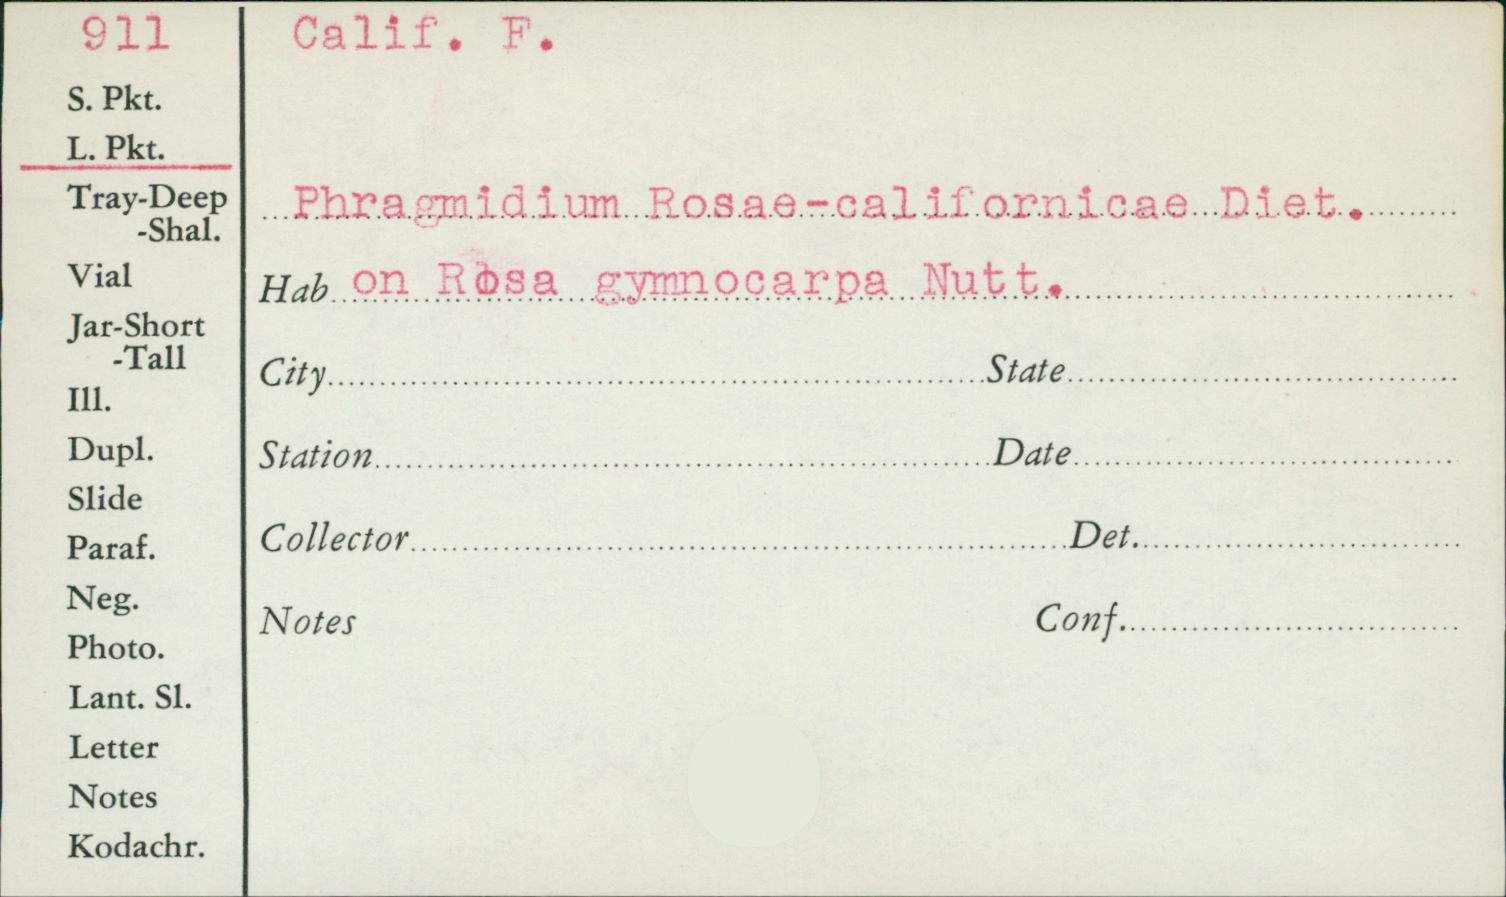 911
S. Pkt.
L. Pkt.
Tray-Deep
-Shal.
Vial
Jar-Short
-Tall
Ill.
Dupl.
Slide
Paraf.
Neg.
Photo.
Lant. Sl.
Letter
Notes
Kodachr.
Calif. F.
Phragmidium Rosae-californicae Diet.
Hab on Rosa gymnocarpa Nutt.
City State
Station Date
Collector Det.
Notes Conf.